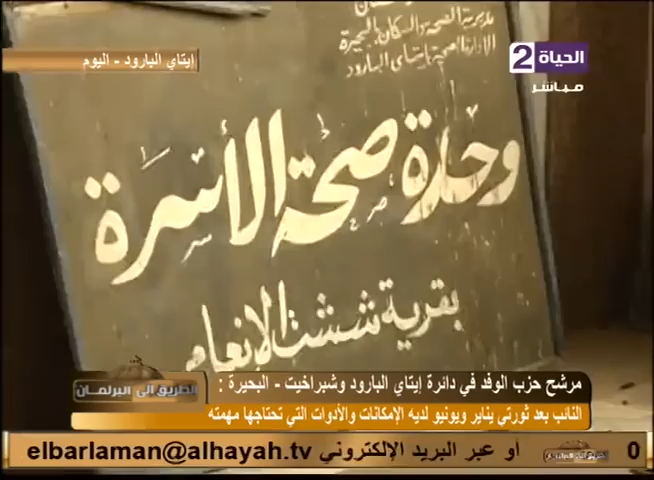 مديرية الصحة والسكان بالبحيرة
الإدارة الصحية بإيتاي البارود
الحياة 2
مباشر
إيتاي البارود - اليوم
وحدة صحة الأسرة
بقرية ششت الانعام
الطريق إلى البرلمان
مرشح حزب الوفد في دائرة إيتاي البارود وشبراخيت - البحيرة :
النائب بعد ثورتي يناير ويونيو لديه الإمكانات والأدوات التي تحتاجها مهمته
0 أو عبر البريد الإلكتروني elbarlaman@alhayah.tv